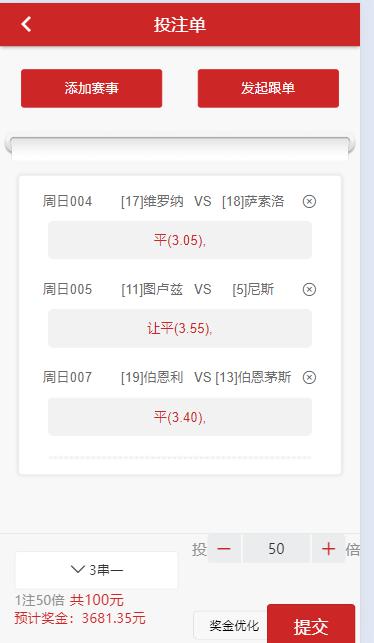 投注单
添加赛事 发起跟单
周日004 [17]维罗纳 VS [18]萨索洛
平(3.05),
周日005 [11]图卢兹 VS [5]尼斯
让平(3.55),
周日007 [19]伯恩利 VS [13]伯恩茅斯
平(3.40),
投 50 倍
3串一
1注50倍 共100元
预计奖金：3681.35元
奖金优化 提交